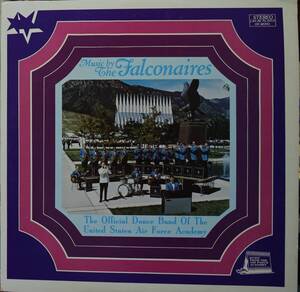 STEREO
Music by
The Falconaires
The Official Dance Band Of The
United States Air Force Academy